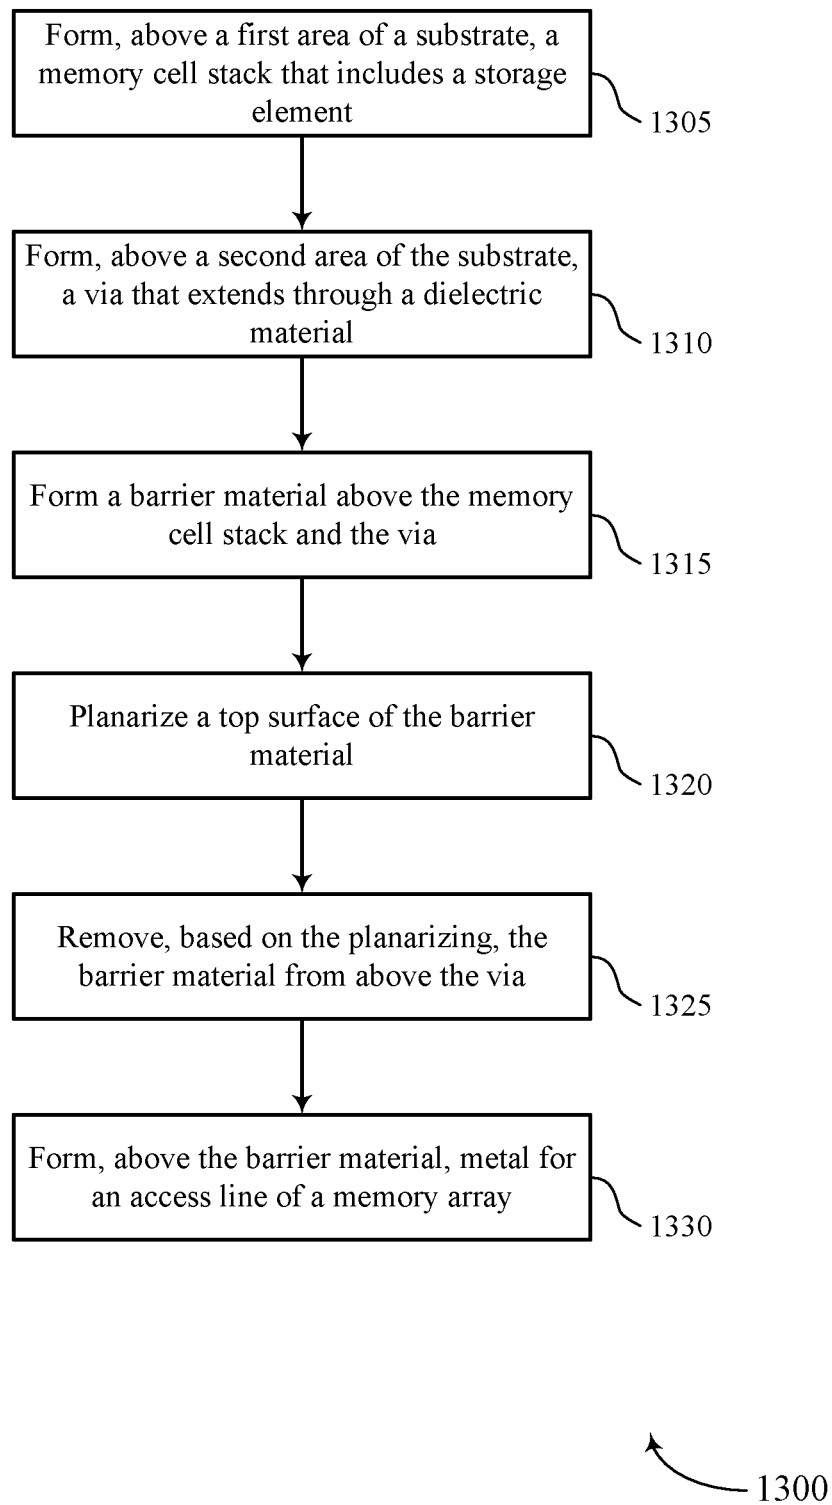 Form, above a first area of a substrate, a
memory cell stack that includes a storage
element
1305
Form, above a second area of the substrate,
a via that extends through a dielectric
material
1310
Form a barrier material above the memory
cell stack and the via
1315
Planarize a top surface of the barrier
material
1320
Remove, based on the planarizing, the
barrier material from above the via
1325
Form, above the barrier material, metal for
an access line of a memory array
1330
1300